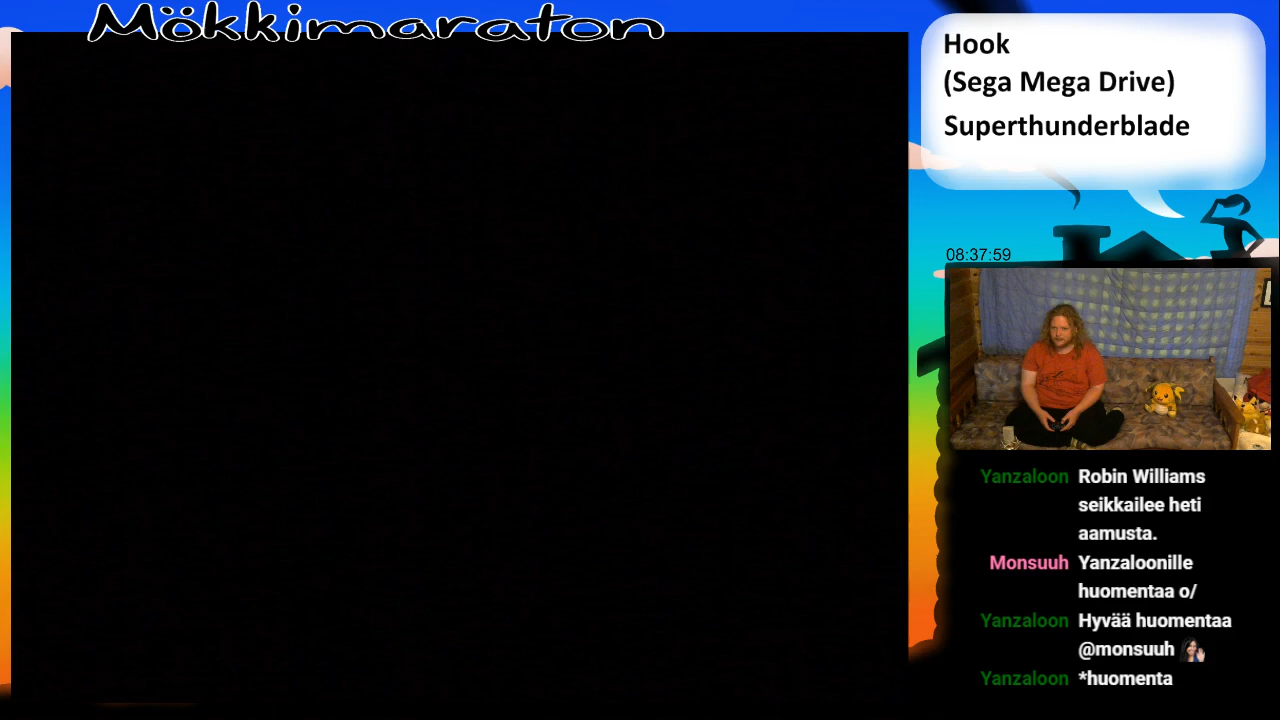 Mökkimaraton
Hook
(Sega Mega Drive)
Superthunderblade
08:37:59
Yanzaloon Robin Williams
seikkailee heti
aamusta.
Monsuuh Yanzaloonille
huomentaa o/
Yanzaloon Hyvää huomentaa
@monsuuh
Yanzaloon *huomenta